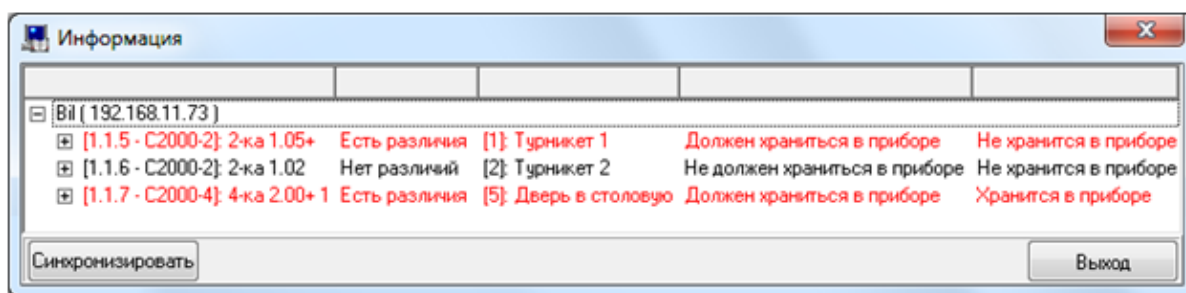 Информация
Bil ( 192.168.11.73 )
[1.1.5 - С2000-2]: 2-ка 1.05+ Есть различия [1]: Турникет 1 Должен храниться в приборе Не хранится в приборе
[1.1.6 - С2000-2]: 2-ка 1.02 Нет различий [2]: Турникет 2 Не должен храниться в приборе Не хранится в приборе
[1.1.7 - С2000-4]: 4-ка 2.00+ 1 Есть различия [5]: Дверь в столовую Должен храниться в приборе Хранится в приборе
Синхронизировать Выход